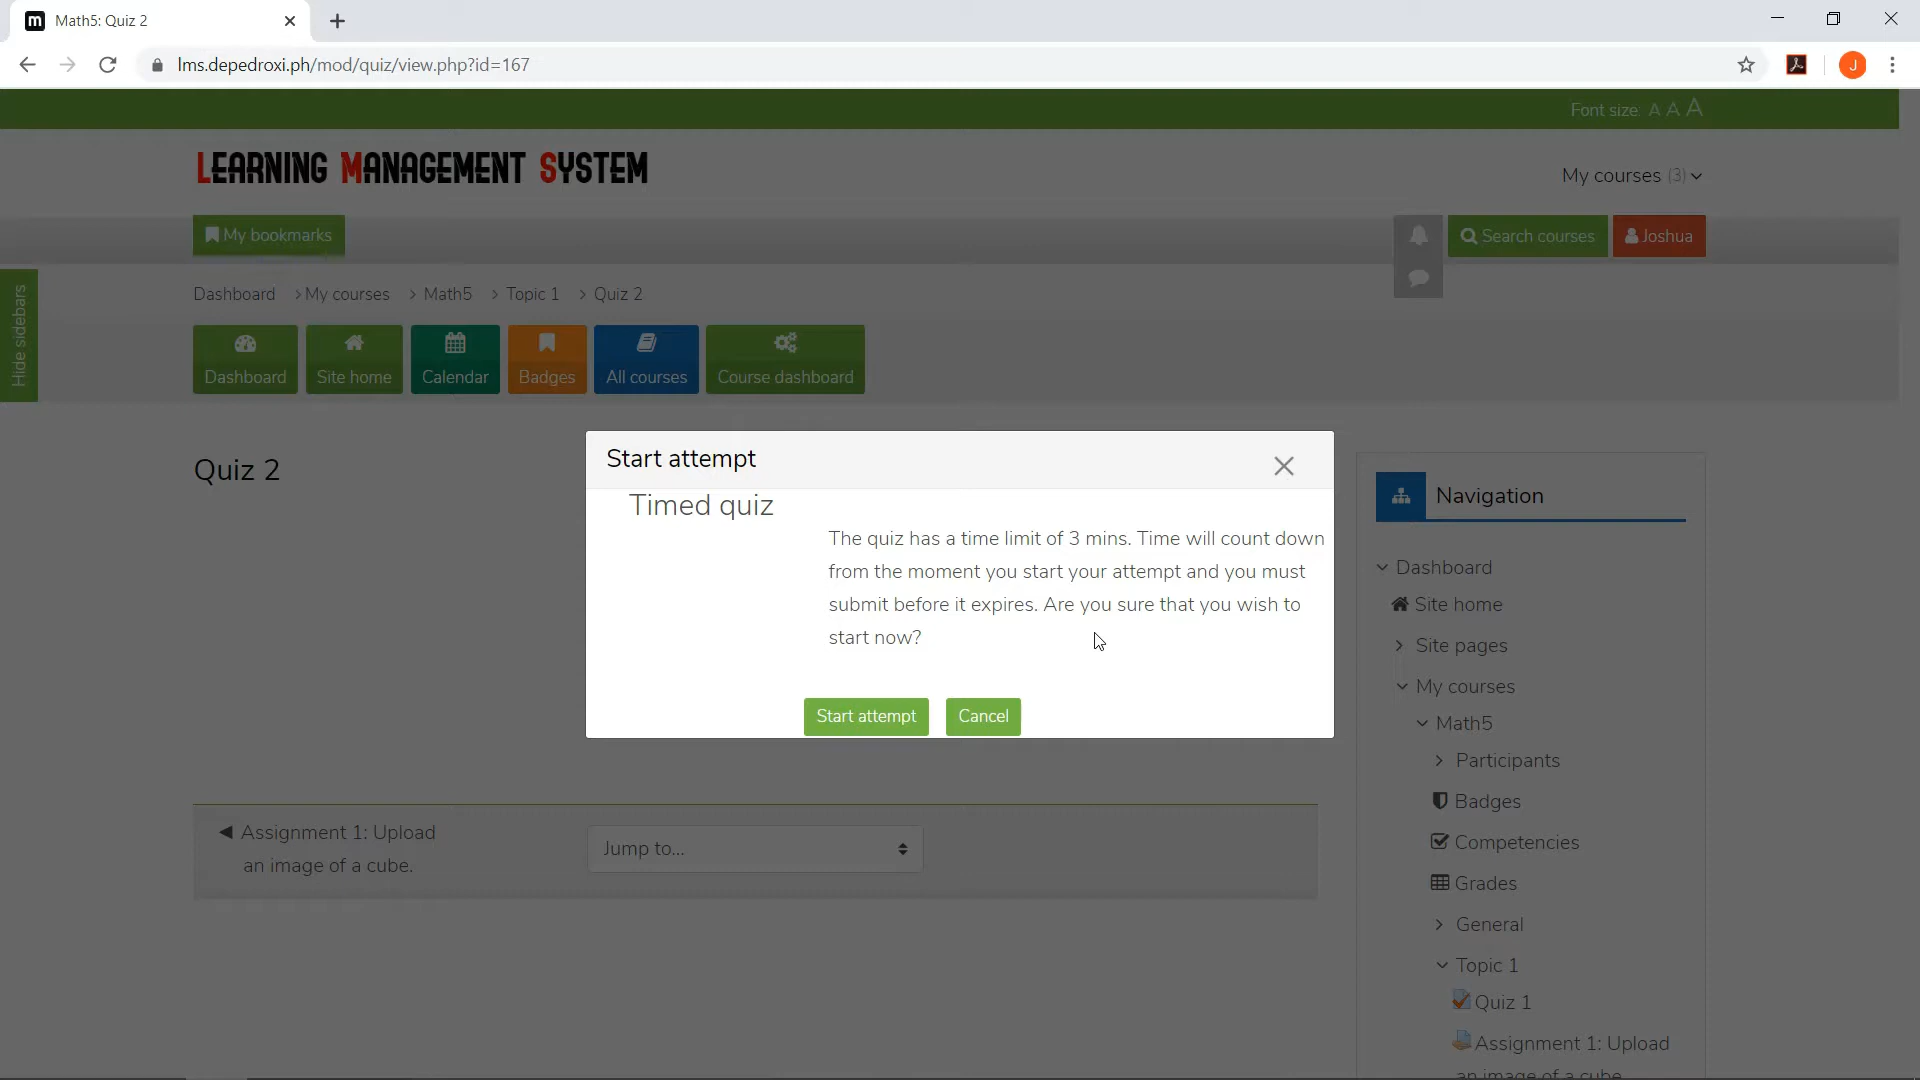 Math5: Quiz 2
lms.depedroxi.ph/mod/quiz/view.php?id=167
J
Font size: A A A
LEARNING MANAGEMENT SYSTEM
My courses (3)
My bookmarks
Search courses
Joshua
Hide sidebars
Dashboard > My courses > Math5 > Topic 1 > Quiz 2
Dashboard
Site home
Calendar
Badges
All courses
Course dashboard
Quiz 2
Start attempt
Timed quiz
The quiz has a time limit of 3 mins. Time will count down
from the moment you start your attempt and you must
submit before it expires. Are you sure that you wish to
start now?
Start attempt
Cancel
◀ Assignment 1: Upload
an image of a cube.
Jump to...
Navigation
Dashboard
Site home
Site pages
My courses
Math5
Participants
Badges
Competencies
Grades
General
Topic 1
Quiz 1
Assignment 1: Upload
an image of a cube